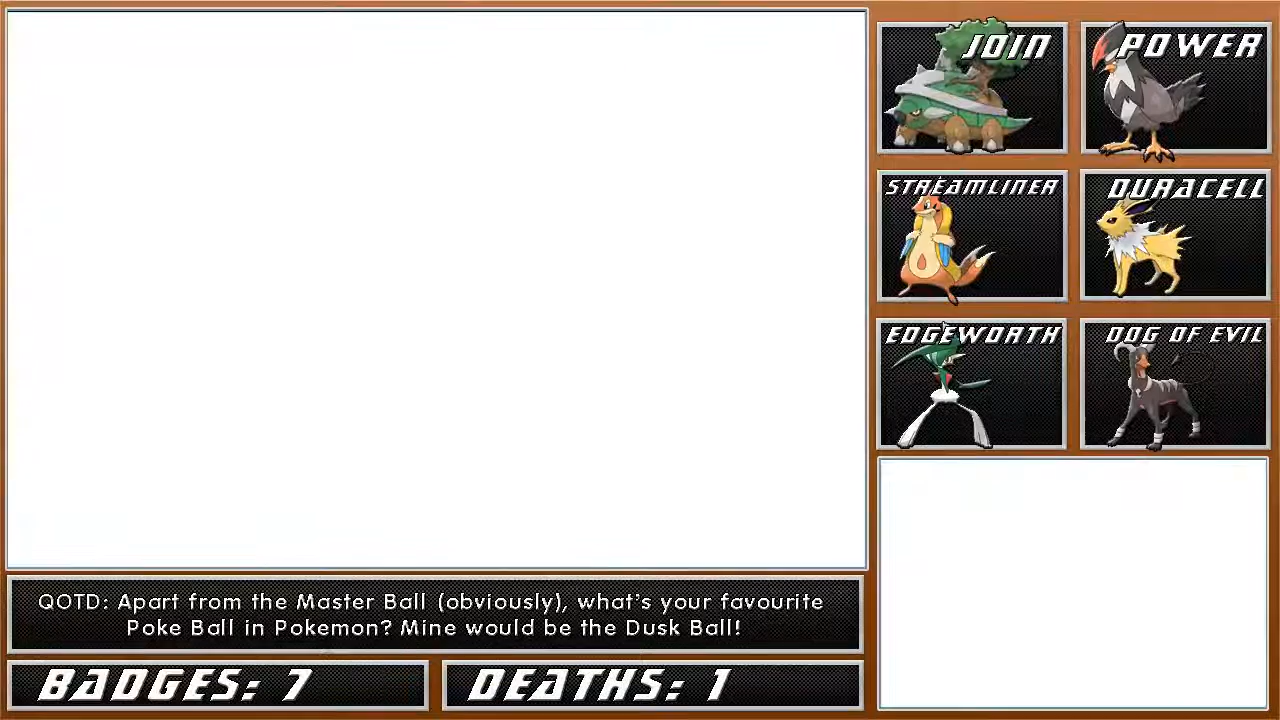 JOIN
POWER
STREAMLINER
DURACELL
EDGEWORTH
DOG OF EVIL
QOTD: Apart from the Master Ball (obviously), what's your favourite
Poke Ball in Pokemon? Mine would be the Dusk Ball!
BADGES: 7
DEATHS: 1